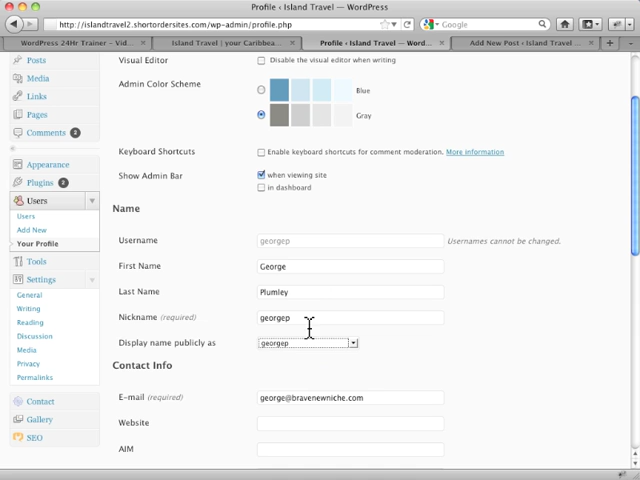 Profile ‹ Island Travel — WordPress
http://islandtravel2.shortordersites.com/wp-admin/profile.php
Google
WordPress 24Hr Trainer - Vid...
Island Travel | your Caribbea...
Profile ‹ Island Travel — Word...
Add New Post ‹ Island Travel ...
Posts
Media
Links
Pages
Comments 2
Appearance
Plugins 2
Users
Users
Add New
Your Profile
Tools
Settings
General
Writing
Reading
Discussion
Media
Privacy
Permalinks
Contact
Gallery
SEO
Visual Editor
Disable the visual editor when writing
Admin Color Scheme
Blue
Gray
Keyboard Shortcuts
Enable keyboard shortcuts for comment moderation. More information
Show Admin Bar
when viewing site
in dashboard
Name
Username georgep Usernames cannot be changed.
First Name George
Last Name Plumley
Nickname (required) georgep
Display name publicly as georgep
Contact Info
E-mail (required) george@bravenewniche.com
Website
AIM